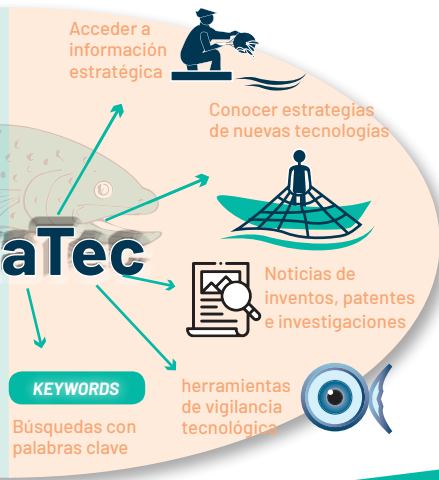 Acceder a
información
estratégica
Conocer estrategias
de nuevas tecnologías
aTec
Noticias de
inventos, patentes
e investigaciones
KEYWORDS
Búsquedas con
palabras clave
herramientas
de vigilancia
tecnológica